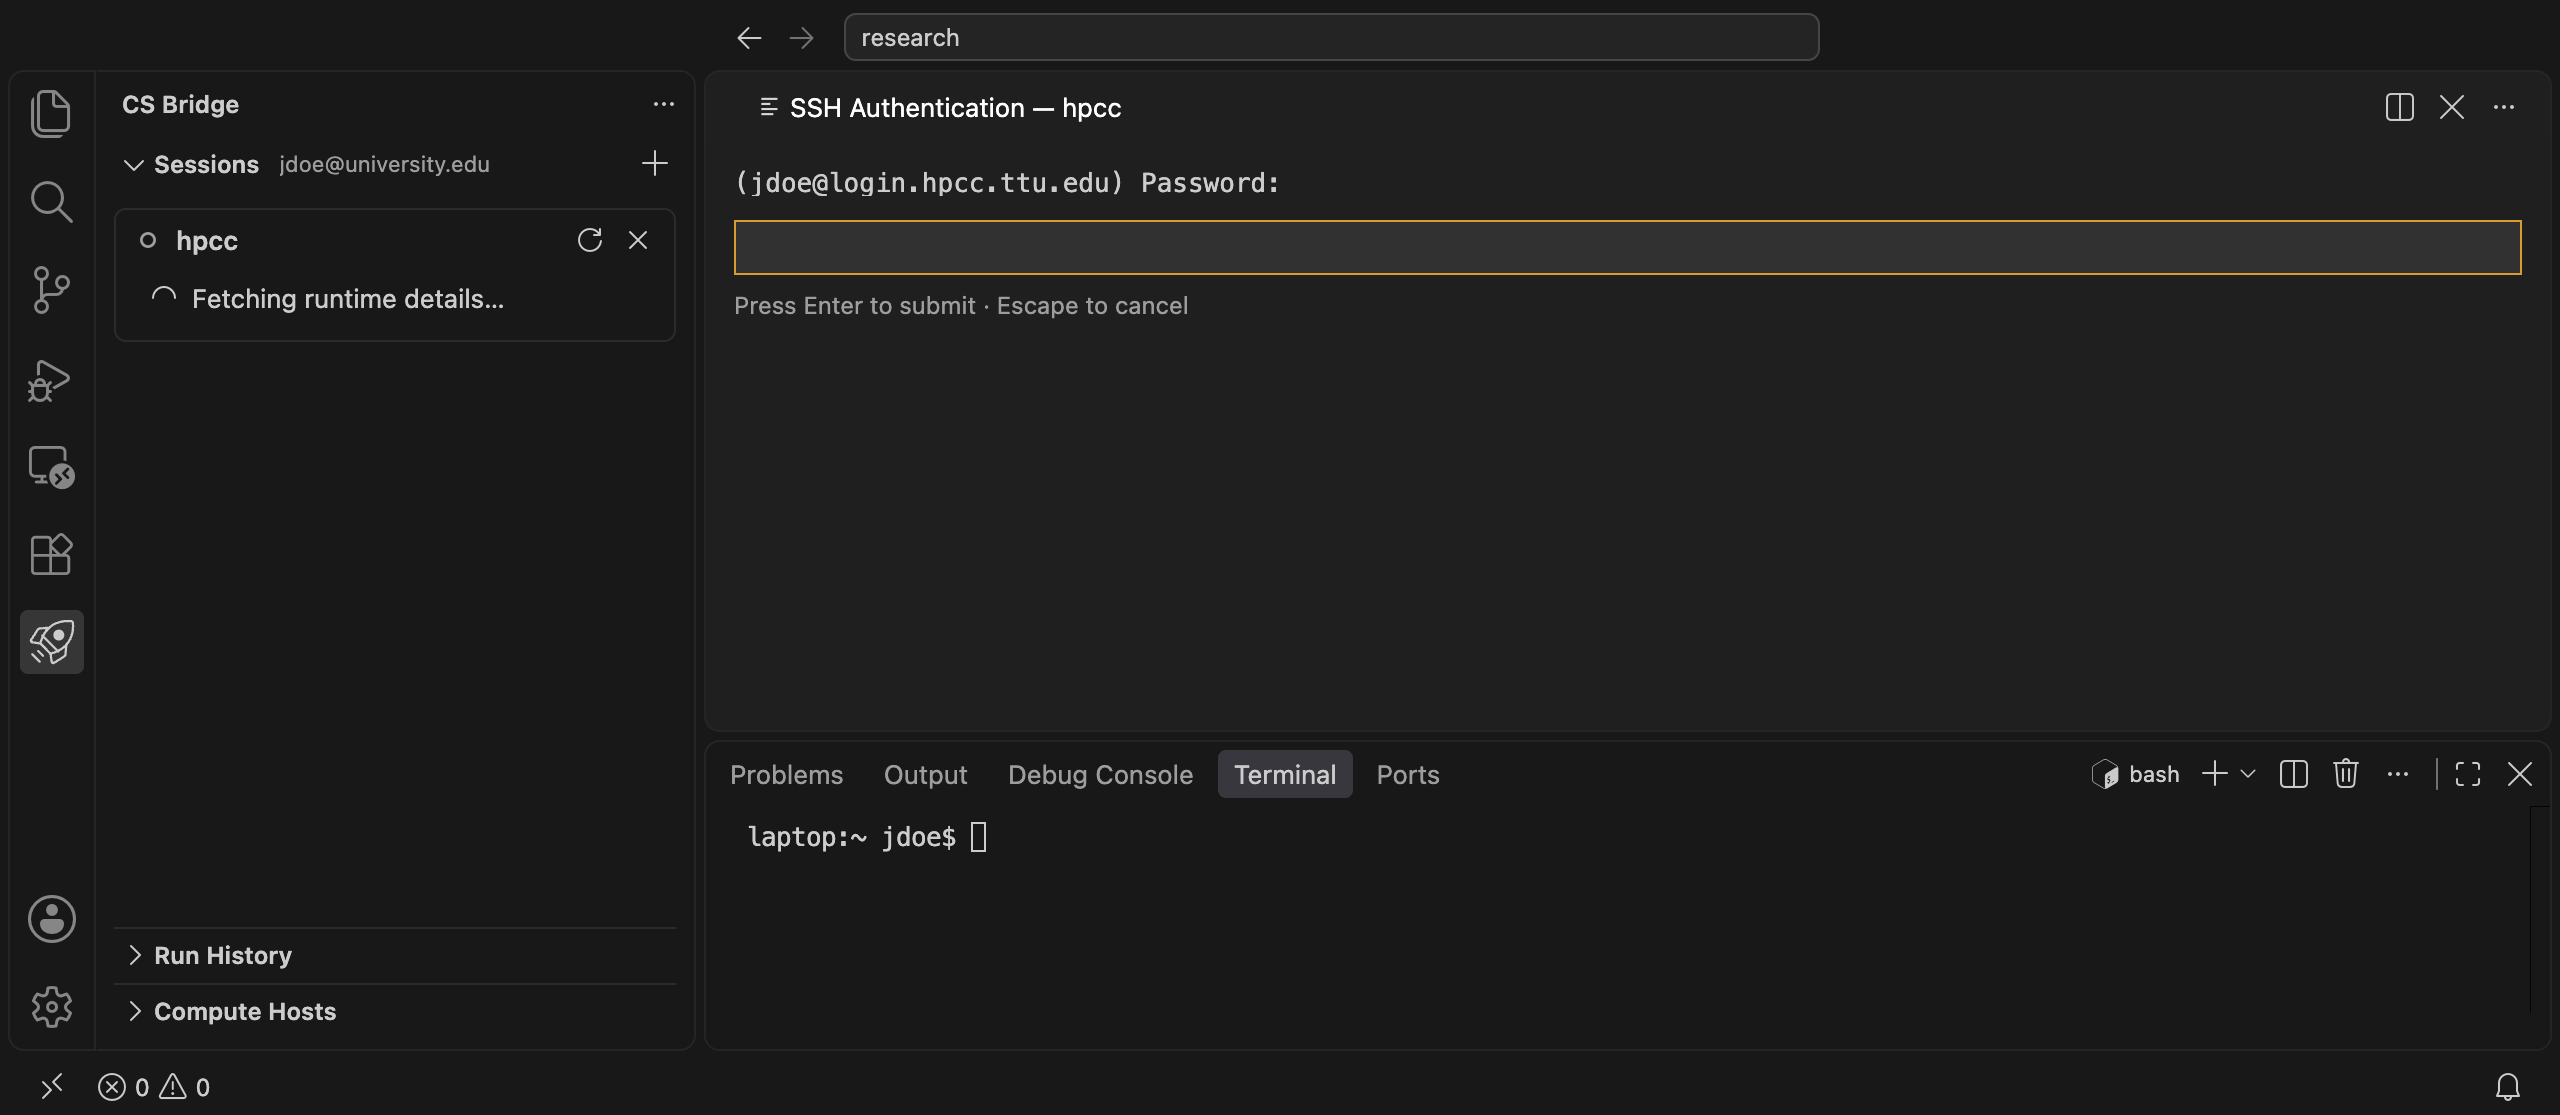 research
CS Bridge
Sessions jdoe@university.edu
hpcc
Fetching runtime details...
Run History
Compute Hosts
SSH Authentication — hpcc
(jdoe@login.hpcc.ttu.edu) Password:
Press Enter to submit · Escape to cancel
Problems Output Debug Console Terminal Ports
bash
laptop:~ jdoe$
0 0